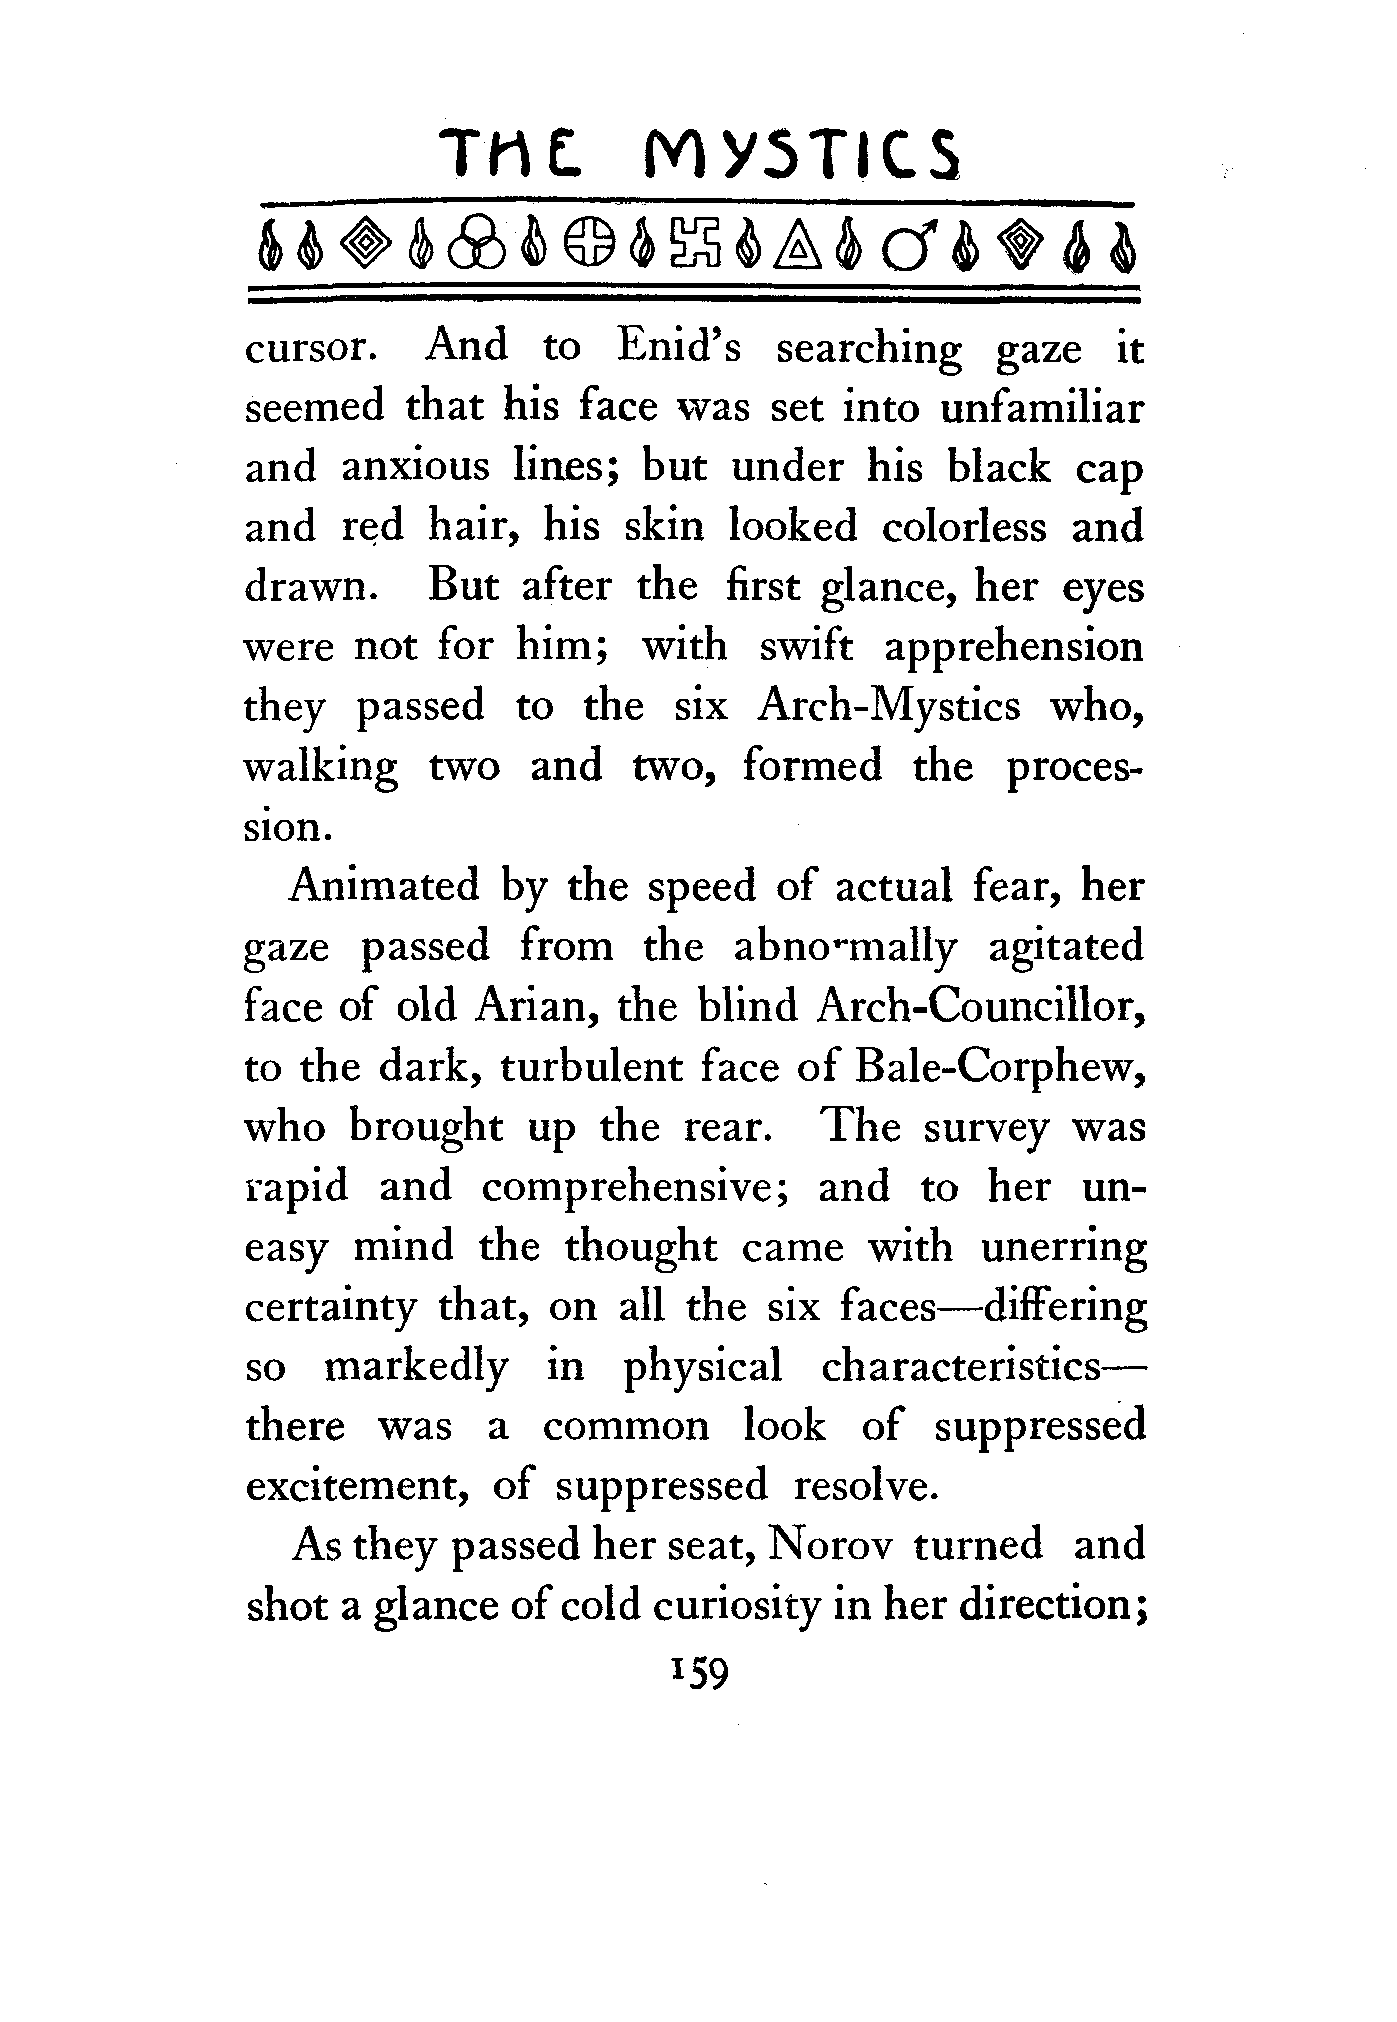 THE MYSTICS
cursor. And to Enid's searching gaze it
seemed that his face was set into unfamiliar
and anxious lines; but under his black cap
and red hair, his skin looked colorless and
drawn. But after the first glance, her eyes
were not for him; with swift apprehension
they passed to the six Arch-Mystics who,
walking two and two, formed the proces-
sion.
Animated by the speed of actual fear, her
gaze passed from the abnormally agitated
face of old Arian, the blind Arch-Councillor,
to the dark, turbulent face of Bale-Corphew,
who brought up the rear. The survey was
rapid and comprehensive; and to her un-
easy mind the thought came with unerring
certainty that, on all the six faces—differing
so markedly in physical characteristics—
there was a common look of suppressed
excitement, of suppressed resolve.
As they passed her seat, Norov turned and
shot a glance of cold curiosity in her direction;
159